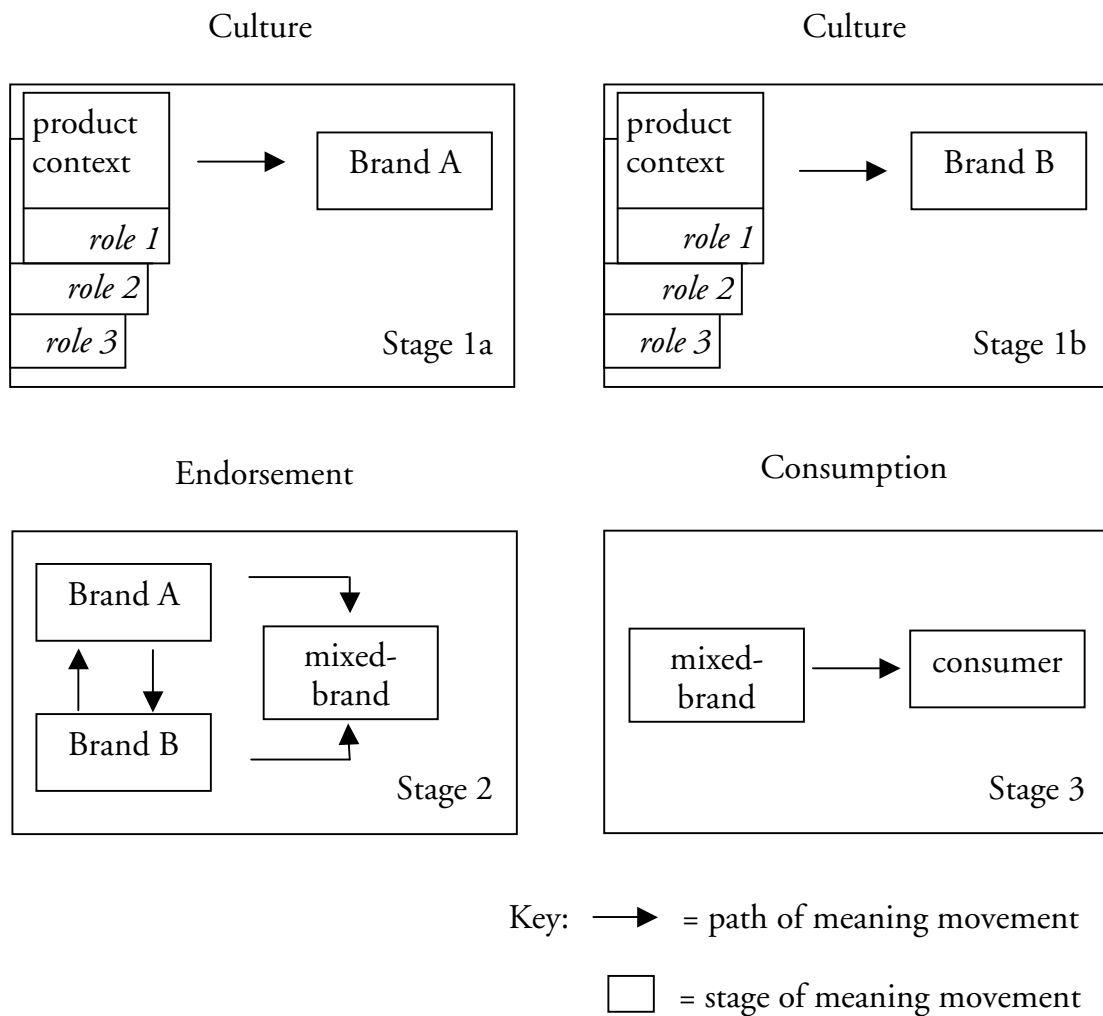 Culture
product
context
Brand A
role 1
role 2
role 3
Stage 1a
Culture
product
context
Brand B
role 1
role 2
role 3
Stage 1b
Endorsement
Brand A
mixed-
brand
Brand B
Stage 2
Consumption
mixed-
brand
consumer
Stage 3
Key:
= path of meaning movement
= stage of meaning movement